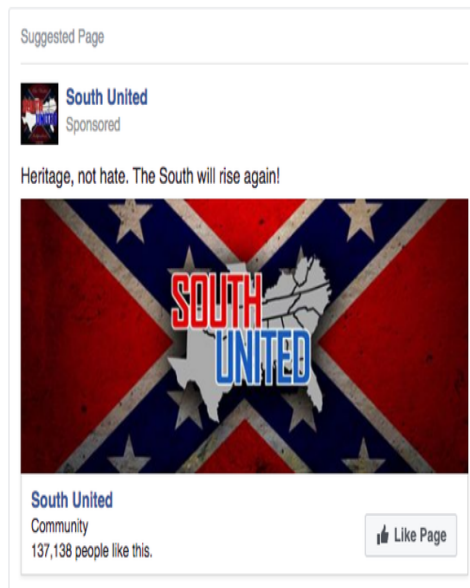 Suggested Page
South United
Sponsored
Heritage, not hate. The South will rise again!
SOUTH
UNITED
South United
Community
137,138 people like this.
Like Page